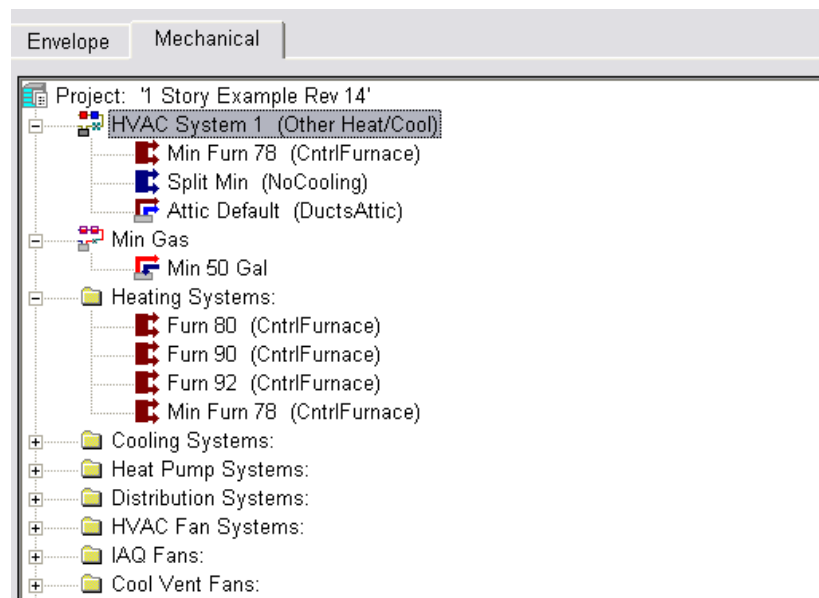 Envelope Mechanical
Project: '1 Story Example Rev 14'
HVAC System 1 (Other Heat/Cool)
Min Furn 78 (CntrlFurnace)
Split Min (NoCooling)
Attic Default (DuctsAttic)
Min Gas
Min 50 Gal
Heating Systems:
Furn 80 (CntrlFurnace)
Furn 90 (CntrlFurnace)
Furn 92 (CntrlFurnace)
Min Furn 78 (CntrlFurnace)
Cooling Systems:
Heat Pump Systems:
Distribution Systems:
HVAC Fan Systems:
IAQ Fans:
Cool Vent Fans: